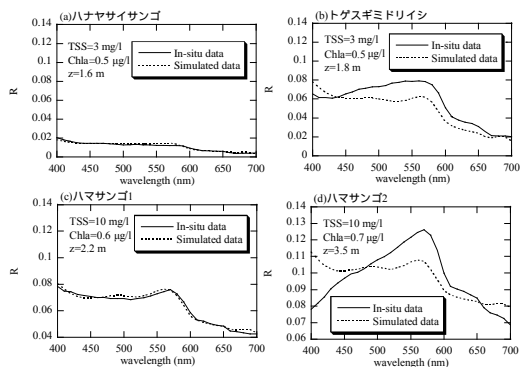 (a)ハナヤサイサンゴ
0.14
0.12
0.1
0.08
0.06
0.04
0.02
0
R
TSS=3 mg/l
Chla=0.5 μg/l
z=1.6 m
In-situ data
Simulated data
400 450 500 550 600 650 700
wavelength (nm)
(b)トゲスギミドリイシ
0.14
0.12
0.1
0.08
0.06
0.04
0.02
0
R
TSS=3 mg/l
Chla=0.5 μg/l
z=1.8 m
In-situ data
Simulated data
400 450 500 550 600 650 700
wavelength (nm)
(c)ハマサンゴ1
0.14
0.12
0.1
0.08
0.06
0.04
R
TSS=10 mg/l
Chla=0.6 μg/l
z=2.2 m
In-situ data
Simulated data
400 450 500 550 600 650 700
wavelength (nm)
(d)ハマサンゴ2
0.14
0.13
0.12
0.11
0.1
0.09
0.08
0.07
0.06
R
TSS=10 mg/l
Chla=0.7 μg/l
z=3.5 m
In-situ data
Simulated data
400 450 500 550 600 650 700
wavelength (nm)